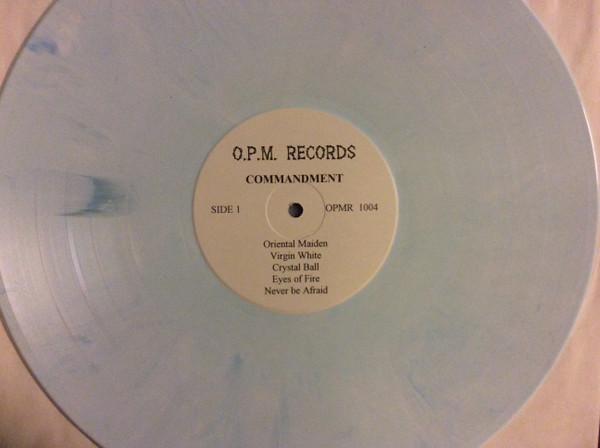 O.P.M. RECORDS
COMMANDMENT
SIDE 1 OPMR 1004
Oriental Maiden
Virgin White
Crystal Ball
Eyes of Fire
Never be Afraid